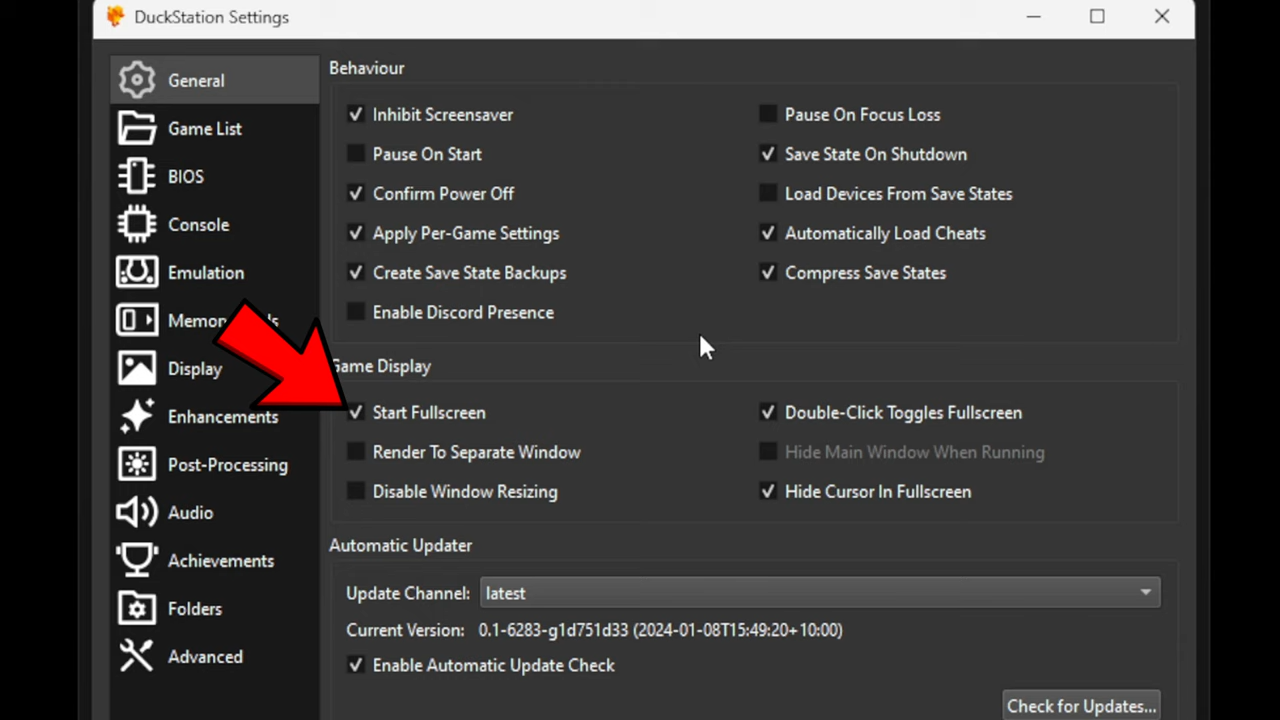 DuckStation Settings
General
Game List
BIOS
Console
Emulation
Display
Enhancements
Post-Processing
Audio
Achievements
Folders
Advanced
Behaviour
Inhibit Screensaver
Pause On Focus Loss
Pause On Start
Save State On Shutdown
Confirm Power Off
Load Devices From Save States
Apply Per-Game Settings
Automatically Load Cheats
Create Save State Backups
Compress Save States
Enable Discord Presence
Game Display
Start Fullscreen
Double-Click Toggles Fullscreen
Render To Separate Window
Hide Main Window When Running
Disable Window Resizing
Hide Cursor In Fullscreen
Automatic Updater
Update Channel: latest
Current Version: 0.1-6283-g1d751d33 (2024-01-08T15:49:20+10:00)
Enable Automatic Update Check
Check for Updates...